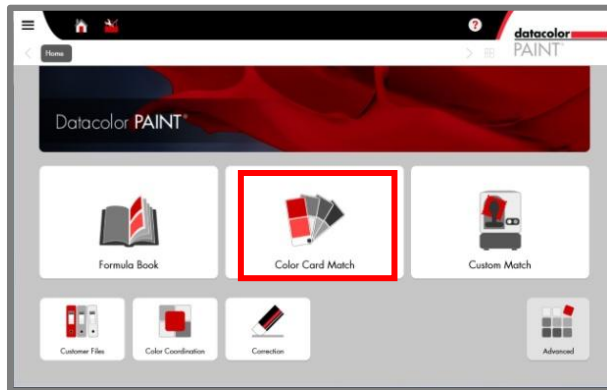 ?
datacolor
Home
PAINT
Datacolor PAINT
Formula Book
Color Card Match
Custom Match
Customer Files
Color Coordination
Correction
Advanced